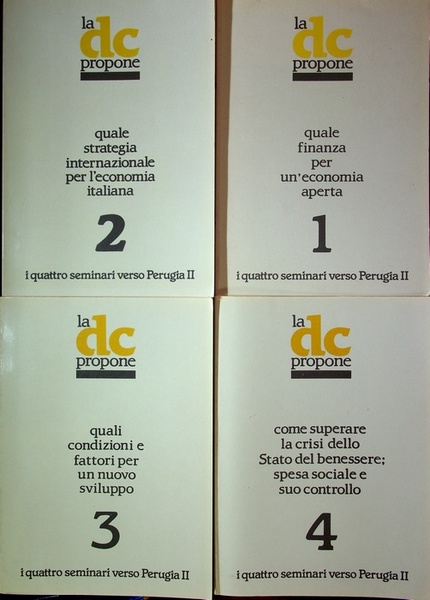 la
dc
propone
quale
strategia
internazionale
per l'economia
italiana
2
i quattro seminari verso Perugia II
la
dc
propone
quale
finanza
per
un'economia
aperta
1
i quattro seminari verso Perugia II
la
dc
propone
quali
condizioni e
fattori per
un nuovo
sviluppo
3
i quattro seminari verso Perugia II
la
dc
propone
come superare
la crisi dello
Stato del benessere;
spesa sociale e
suo controllo
4
i quattro seminari verso Perugia II